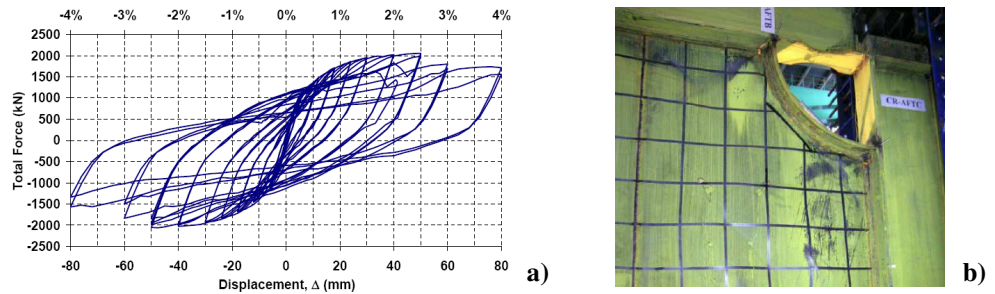 -4% -3% -2% -1% 0% 1% 2% 3% 4%
2500
2000
1500
1000
500
0
-500
-1000
-1500
-2000
-2500
Total Force (kN)
-80 -60 -40 -20 0 20 40 60 80
Displacement, Δ (mm)
a)
AFTB
CR-AFTC
b)